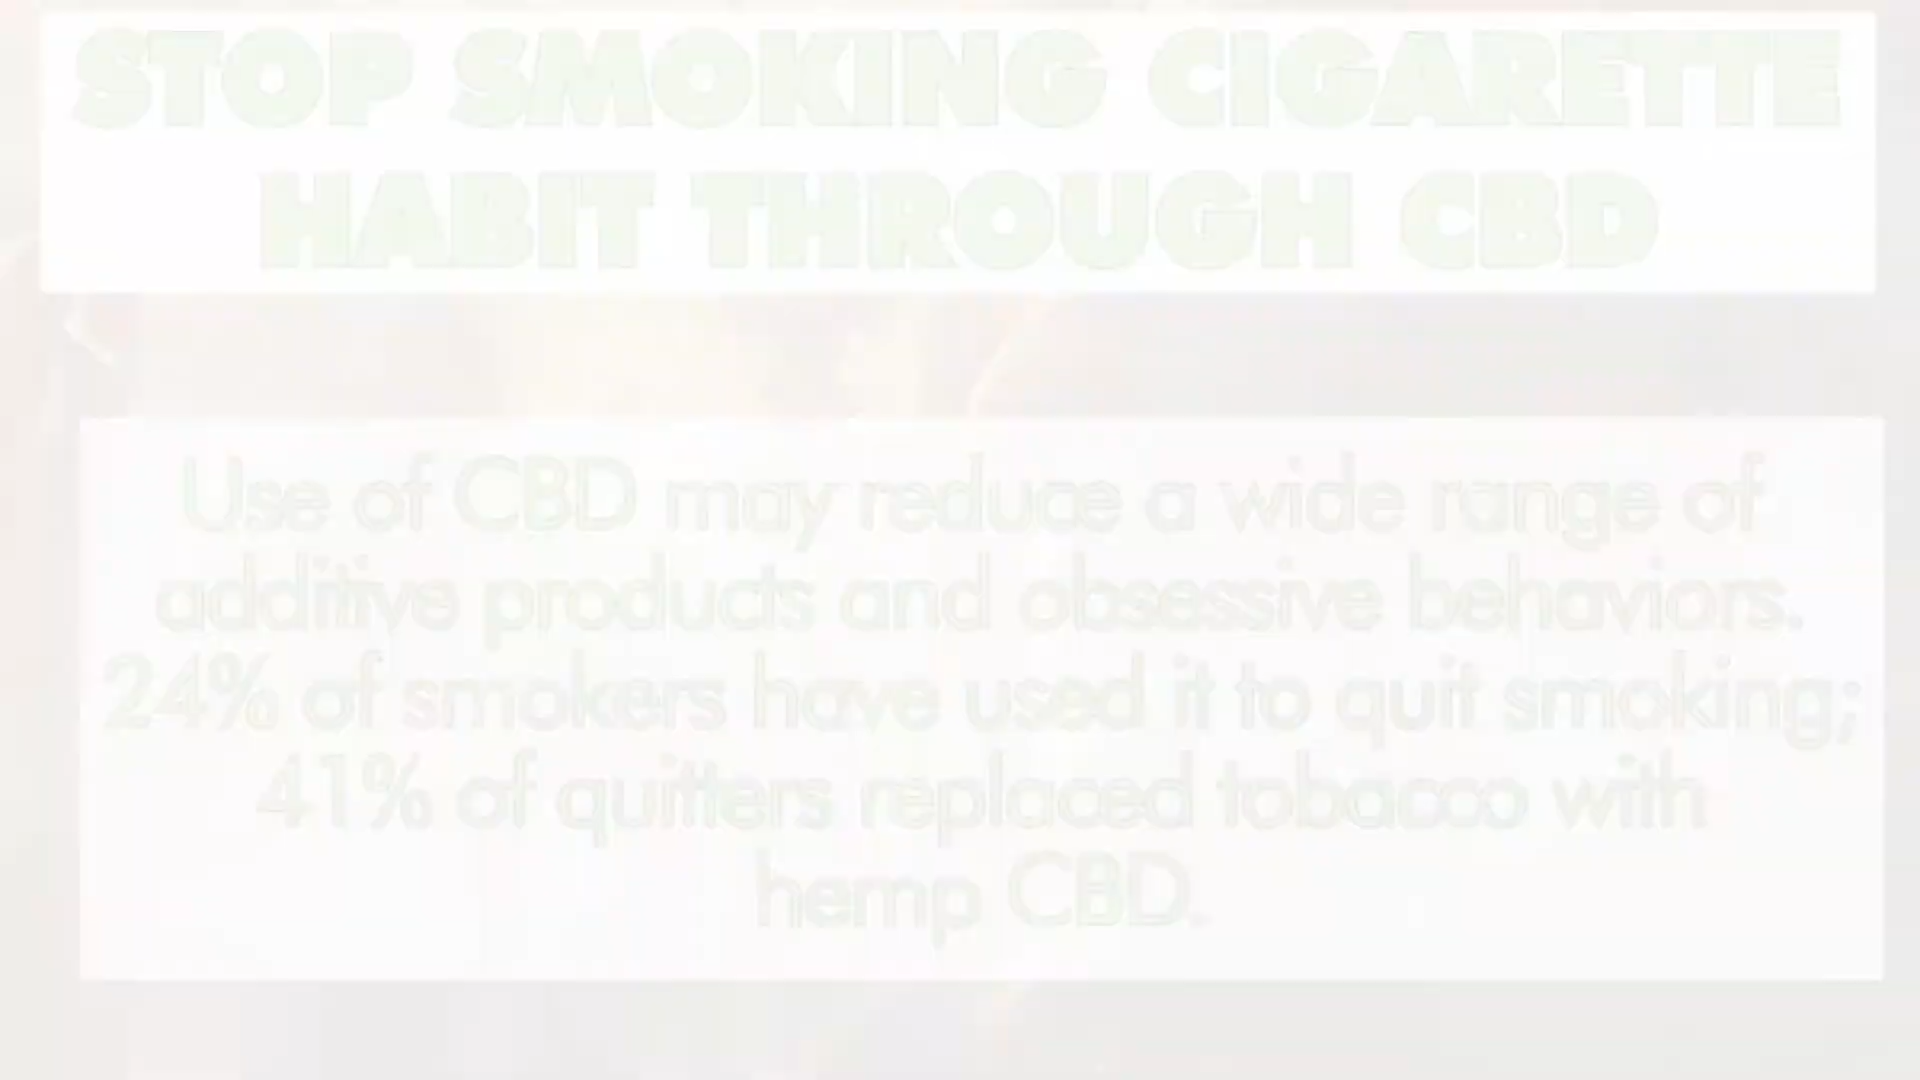 STOP SMOKING CIGARETTE
HABIT THROUGH CBD
Use of CBD may reduce a wide range of
additive products and obsessive behaviors.
24% of smokers have used it to quit smoking;
41% of quitters replaced tobacco with
hemp CBD.